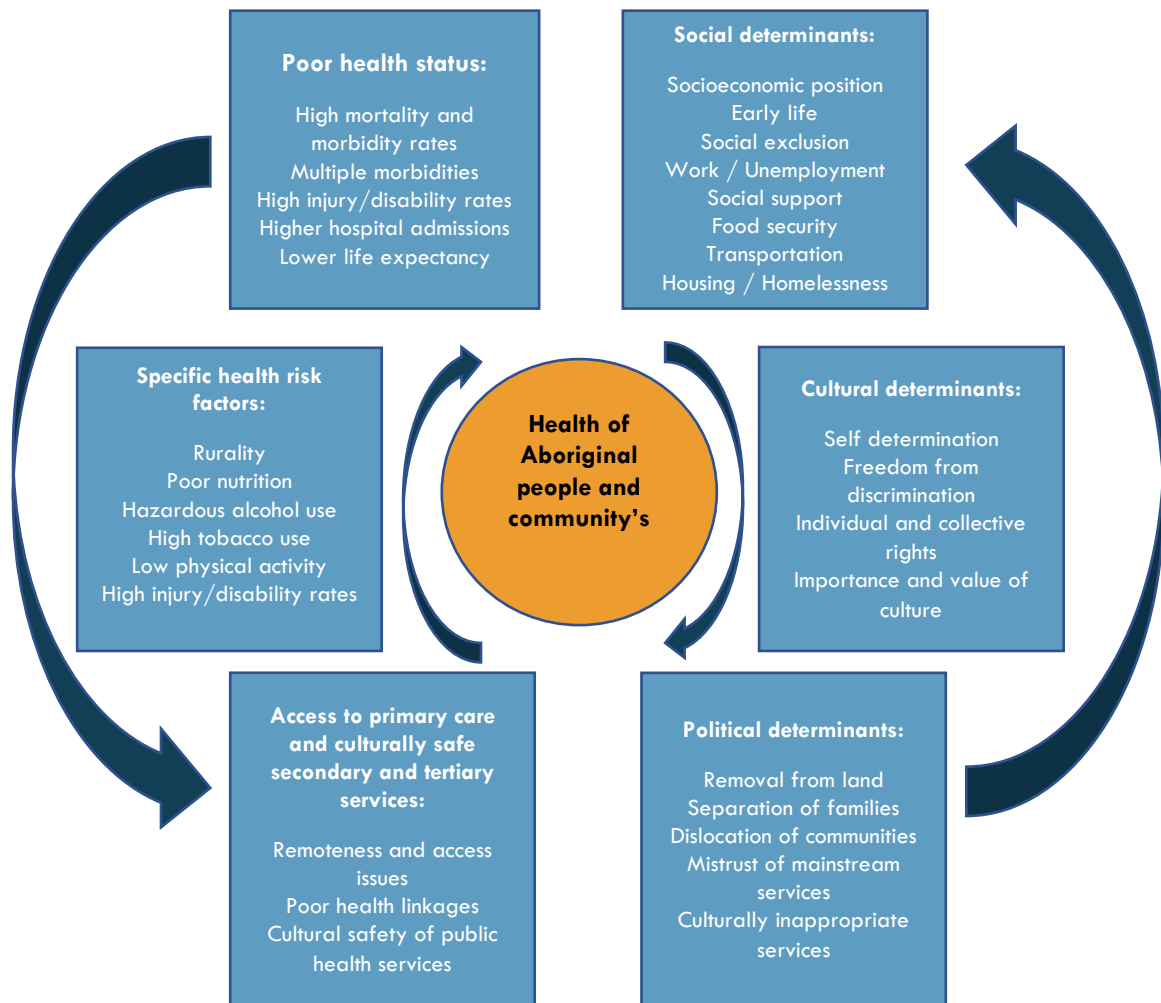 Poor health status:
High mortality and
morbidity rates
Multiple morbidities
High injury/disability rates
Higher hospital admissions
Lower life expectancy
Social determinants:
Socioeconomic position
Early life
Social exclusion
Work / Unemployment
Social support
Food security
Transportation
Housing / Homelessness
Specific health risk
factors:
Rurality
Poor nutrition
Hazardous alcohol use
High tobacco use
Low physical activity
High injury/disability rates
Health of
Aboriginal
people and
community's
Cultural determinants:
Self determination
Freedom from
discrimination
Individual and collective
rights
Importance and value of
culture
Access to primary care
and culturally safe
secondary and tertiary
services:
Remoteness and access
issues
Poor health linkages
Cultural safety of public
health services
Political determinants:
Removal from land
Separation of families
Dislocation of communities
Mistrust of mainstream
services
Culturally inappropriate
services